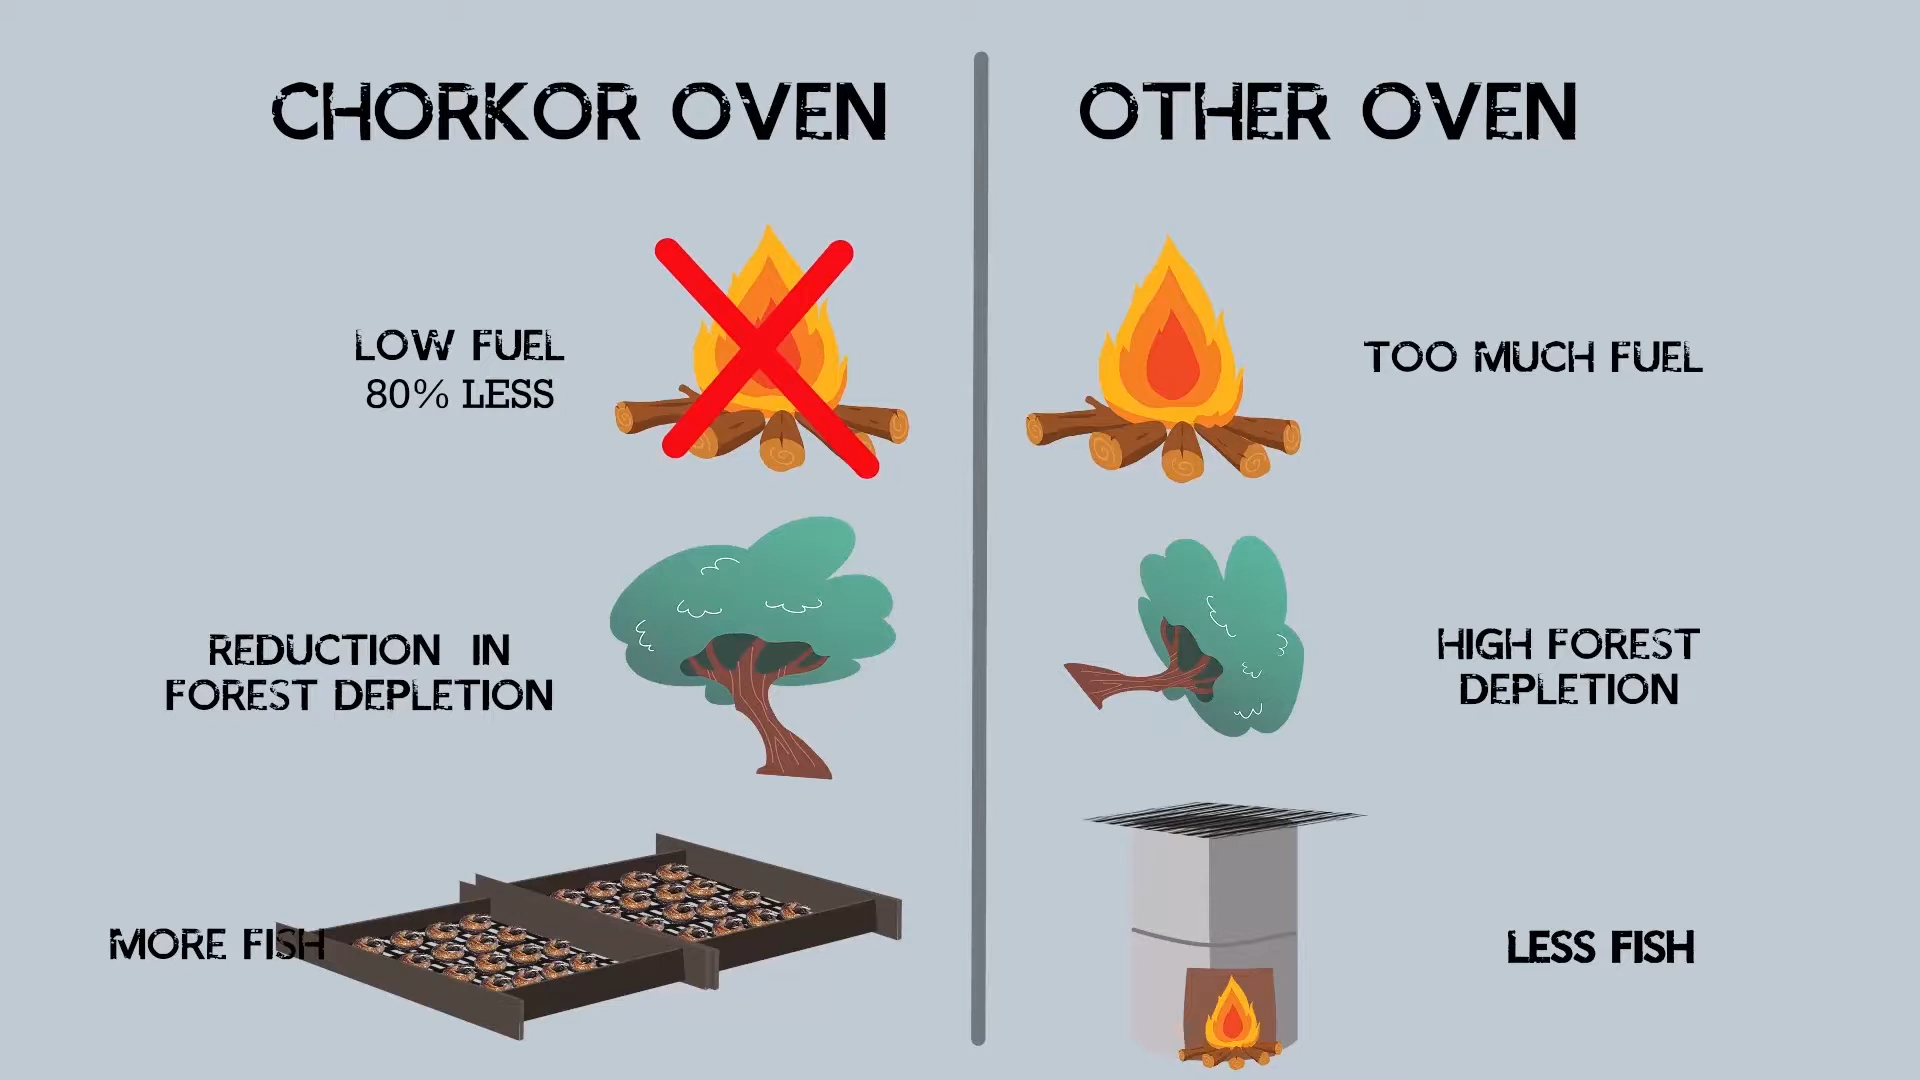 CHORKOR OVEN
OTHER OVEN
LOW FUEL
80% LESS
TOO MUCH FUEL
REDUCTION IN
FOREST DEPLETION
HIGH FOREST
DEPLETION
MORE FISH
LESS FISH